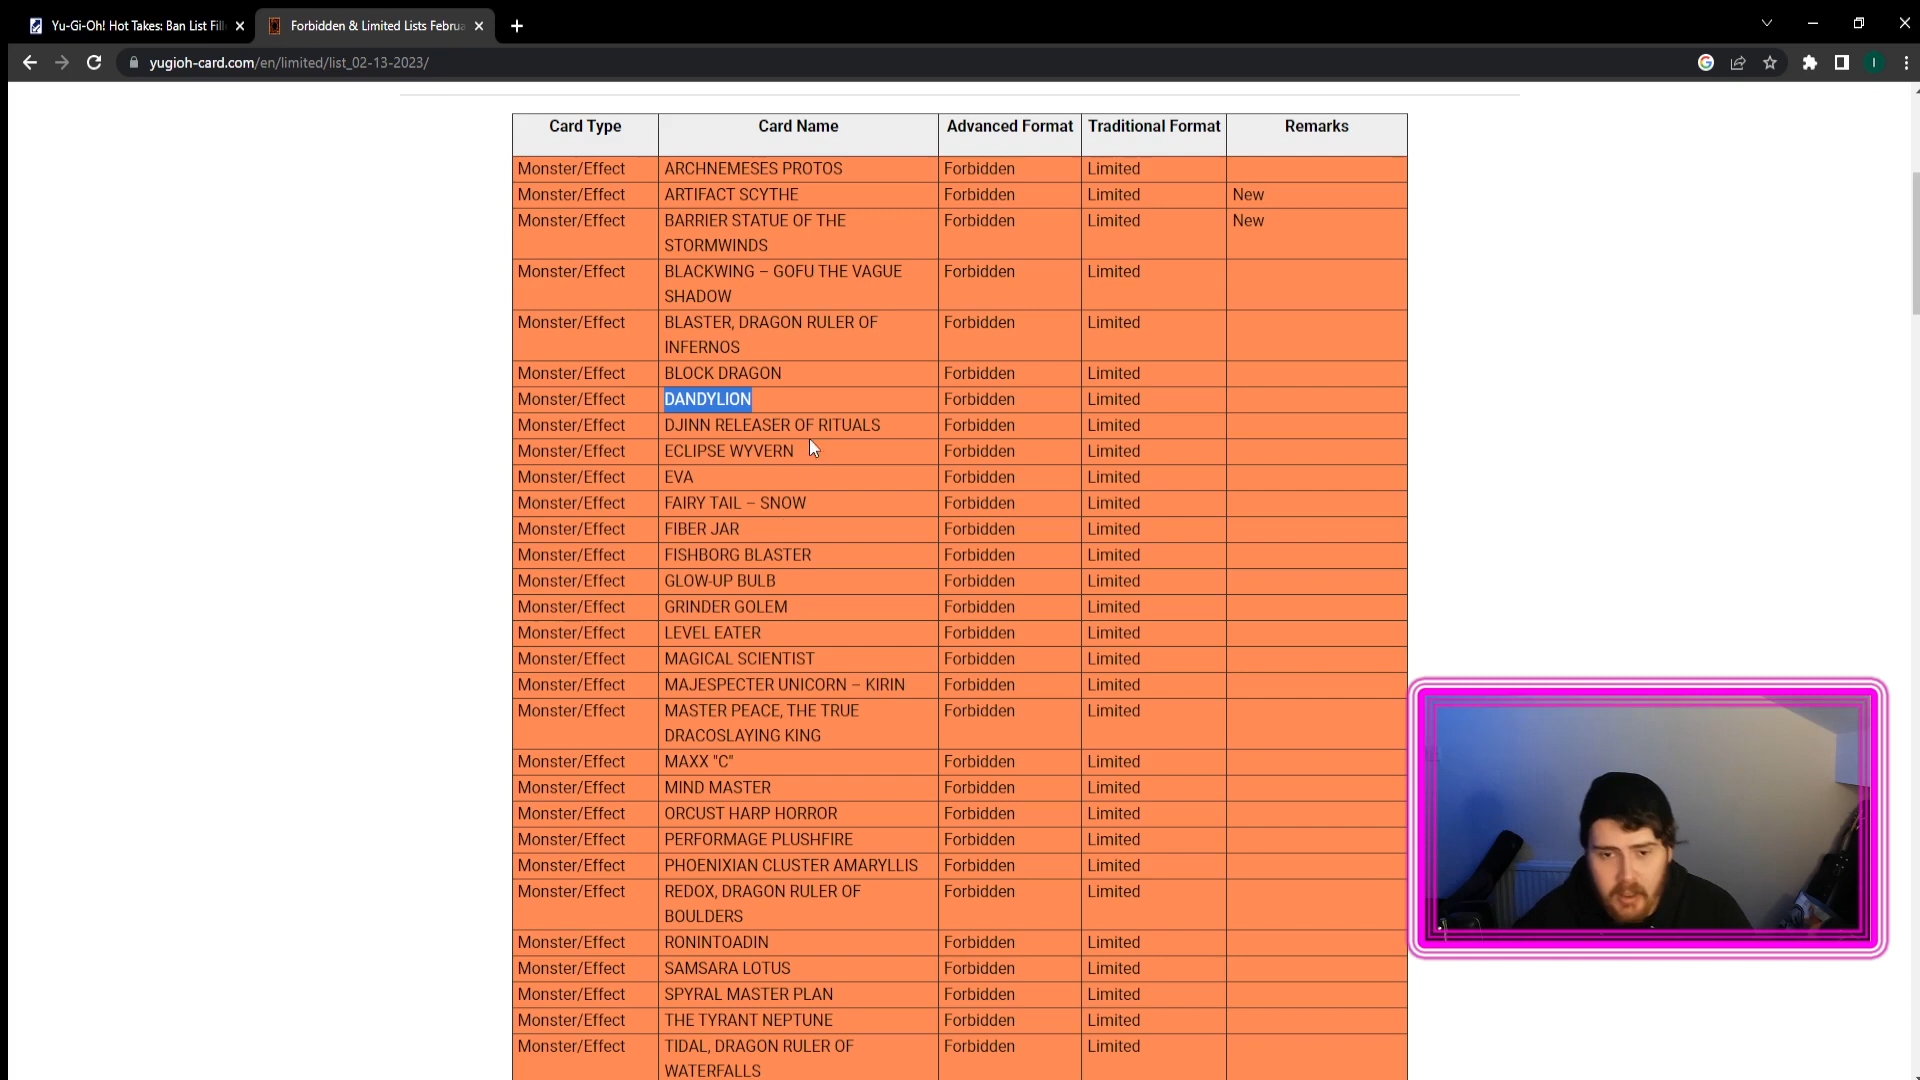 Yu-Gi-Oh! Hot Takes: Ban List Fill
Forbidden & Limited Lists Februa
yugioh-card.com/en/limited/list_02-13-2023/
I
Card Type Card Name Advanced Format Traditional Format Remarks
Monster/Effect ARCHNEMESES PROTOS Forbidden Limited
Monster/Effect ARTIFACT SCYTHE Forbidden Limited New
Monster/Effect BARRIER STATUE OF THE Forbidden Limited New
STORMWINDS
Monster/Effect BLACKWING – GOFU THE VAGUE Forbidden Limited
SHADOW
Monster/Effect BLASTER, DRAGON RULER OF Forbidden Limited
INFERNOS
Monster/Effect BLOCK DRAGON Forbidden Limited
Monster/Effect DANDYLION Forbidden Limited
Monster/Effect DJINN RELEASER OF RITUALS Forbidden Limited
Monster/Effect ECLIPSE WYVERN Forbidden Limited
Monster/Effect EVA Forbidden Limited
Monster/Effect FAIRY TAIL – SNOW Forbidden Limited
Monster/Effect FIBER JAR Forbidden Limited
Monster/Effect FISHBORG BLASTER Forbidden Limited
Monster/Effect GLOW-UP BULB Forbidden Limited
Monster/Effect GRINDER GOLEM Forbidden Limited
Monster/Effect LEVEL EATER Forbidden Limited
Monster/Effect MAGICAL SCIENTIST Forbidden Limited
Monster/Effect MAJESPECTER UNICORN – KIRIN Forbidden Limited
Monster/Effect MASTER PEACE, THE TRUE Forbidden Limited
DRACOSLAYING KING
Monster/Effect MAXX "C" Forbidden Limited
Monster/Effect MIND MASTER Forbidden Limited
Monster/Effect ORCUST HARP HORROR Forbidden Limited
Monster/Effect PERFORMAGE PLUSHFIRE Forbidden Limited
Monster/Effect PHOENIXIAN CLUSTER AMARYLLIS Forbidden Limited
Monster/Effect REDOX, DRAGON RULER OF Forbidden Limited
BOULDERS
Monster/Effect RONINTOADIN Forbidden Limited
Monster/Effect SAMSARA LOTUS Forbidden Limited
Monster/Effect SPYRAL MASTER PLAN Forbidden Limited
Monster/Effect THE TYRANT NEPTUNE Forbidden Limited
Monster/Effect TIDAL, DRAGON RULER OF Forbidden Limited
WATERFALLS